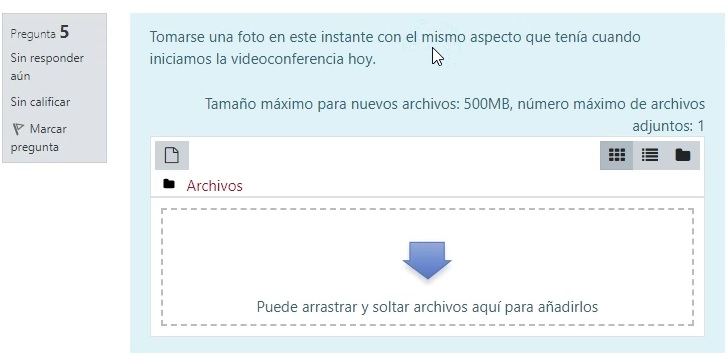 Pregunta 5
Sin responder
aún
Sin calificar
Marcar
pregunta
Tomarse una foto en este instante con el mismo aspecto que tenía cuando
iniciamos la videoconferencia hoy.
Tamaño máximo para nuevos archivos: 500MB, número máximo de archivos
adjuntos: 1
Archivos
Puede arrastrar y soltar archivos aquí para añadirlos